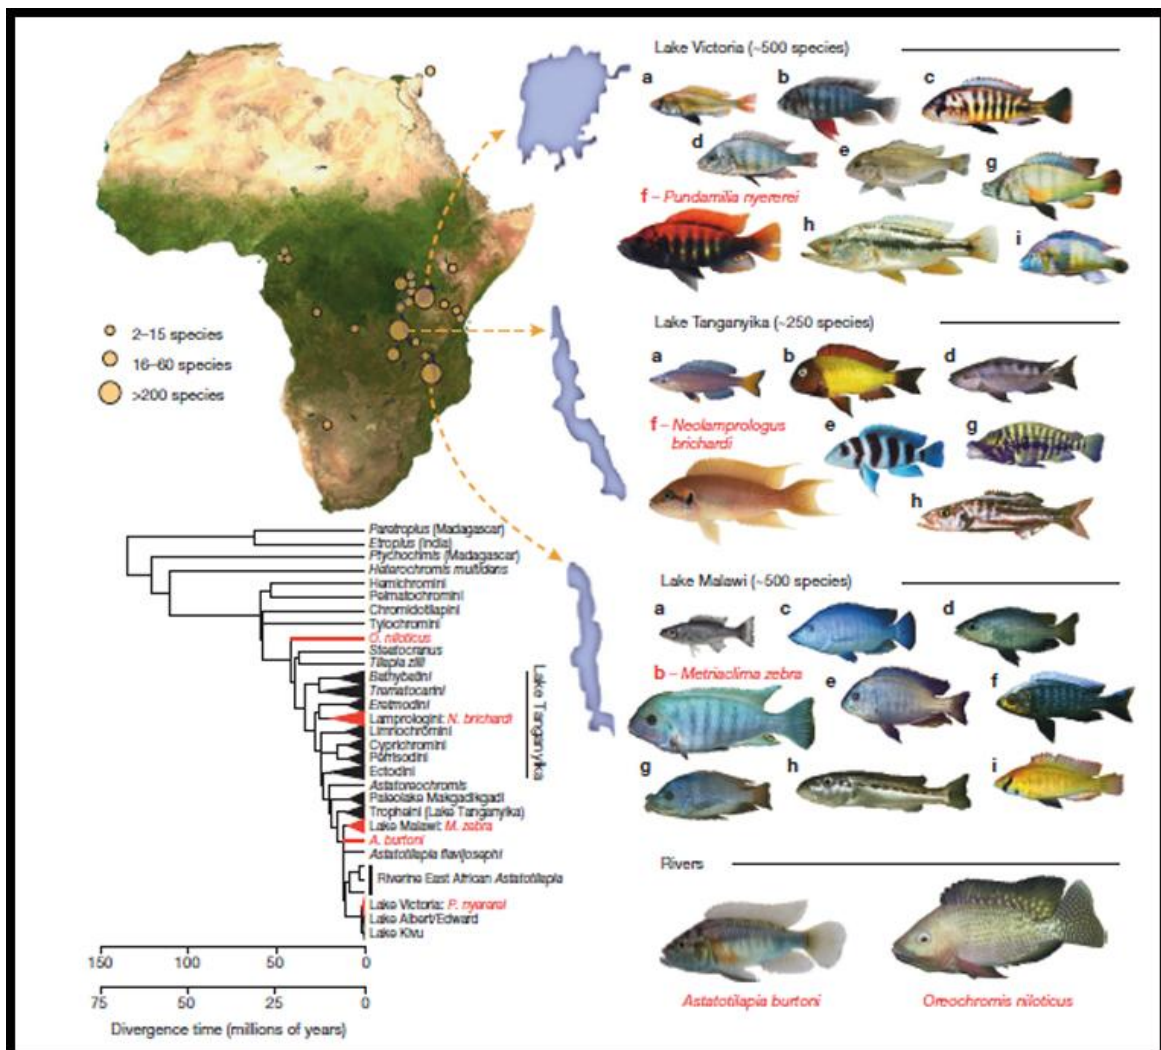 Lake Victoria (~500 species)
a
b
c
d
e
g
f – Pundamilia nyererei
h
i
2–15 species
16–60 species
>200 species
Lake Tanganyika (~250 species)
a
b
d
f – Neolamprologus
brichardi
e
g
h
Lake Malawi (~500 species)
a
c
d
b – Metriaclima zebra
e
f
g
h
i
Rivers
Astatotilapia burtoni
Oreochromis niloticus
Paratroplus (Madagascar)
Etroplus (India)
Ptychochromis (Madagascar)
Heterochromis multidens
Hemichromini
Pelmatochromini
Chromidotilapini
Tylochromini
O. niloticus
Steatocranus
Tilapia zilli
Bathybatini
Trematocarini
Eretmodini
Lamprologini: N. brichardi
Limnochromini
Cyprichromini
Perrisodini
Ectodini
Lake Tanganyika
Astatoreochromis
Paleolake Makgadikgadi
Tropheini (Lake Tanganyika)
Lake Malawi: M. zebra
A. burtoni
Astatotilapia flaviijosephi
Riverine East African Astatotilapia
Lake Victoria: P. nyererei
Lake Albert/Edward
Lake Kivu
150 100 50 0
75 50 25 0
Divergence time (millions of years)